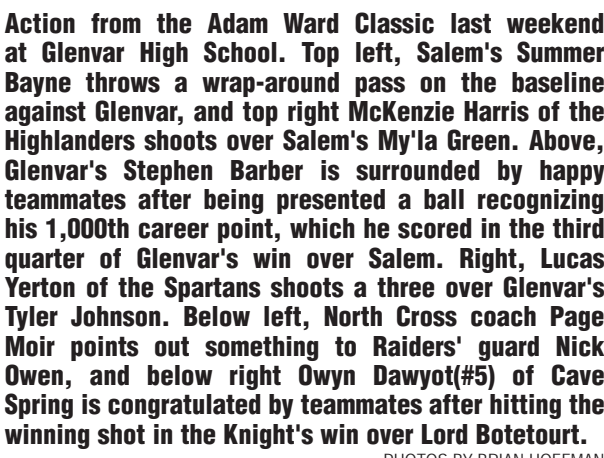 Action from the Adam Ward Classic last weekend
at Glenvar High School. Top left, Salem's Summer
Bayne throws a wrap-around pass on the baseline
against Glenvar, and top right McKenzie Harris of the
Highlanders shoots over Salem's My'la Green. Above,
Glenvar's Stephen Barber is surrounded by happy
teammates after being presented a ball recognizing
his 1,000th career point, which he scored in the third
quarter of Glenvar's win over Salem. Right, Lucas
Yerton of the Spartans shoots a three over Glenvar's
Tyler Johnson. Below left, North Cross coach Page
Moir points out something to Raiders' guard Nick
Owen, and below right Owyn Dawyot(#5) of Cave
Spring is congratulated by teammates after hitting the
winning shot in the Knight's win over Lord Botetourt.
PHOTOS BY BRIAN HOFFMAN